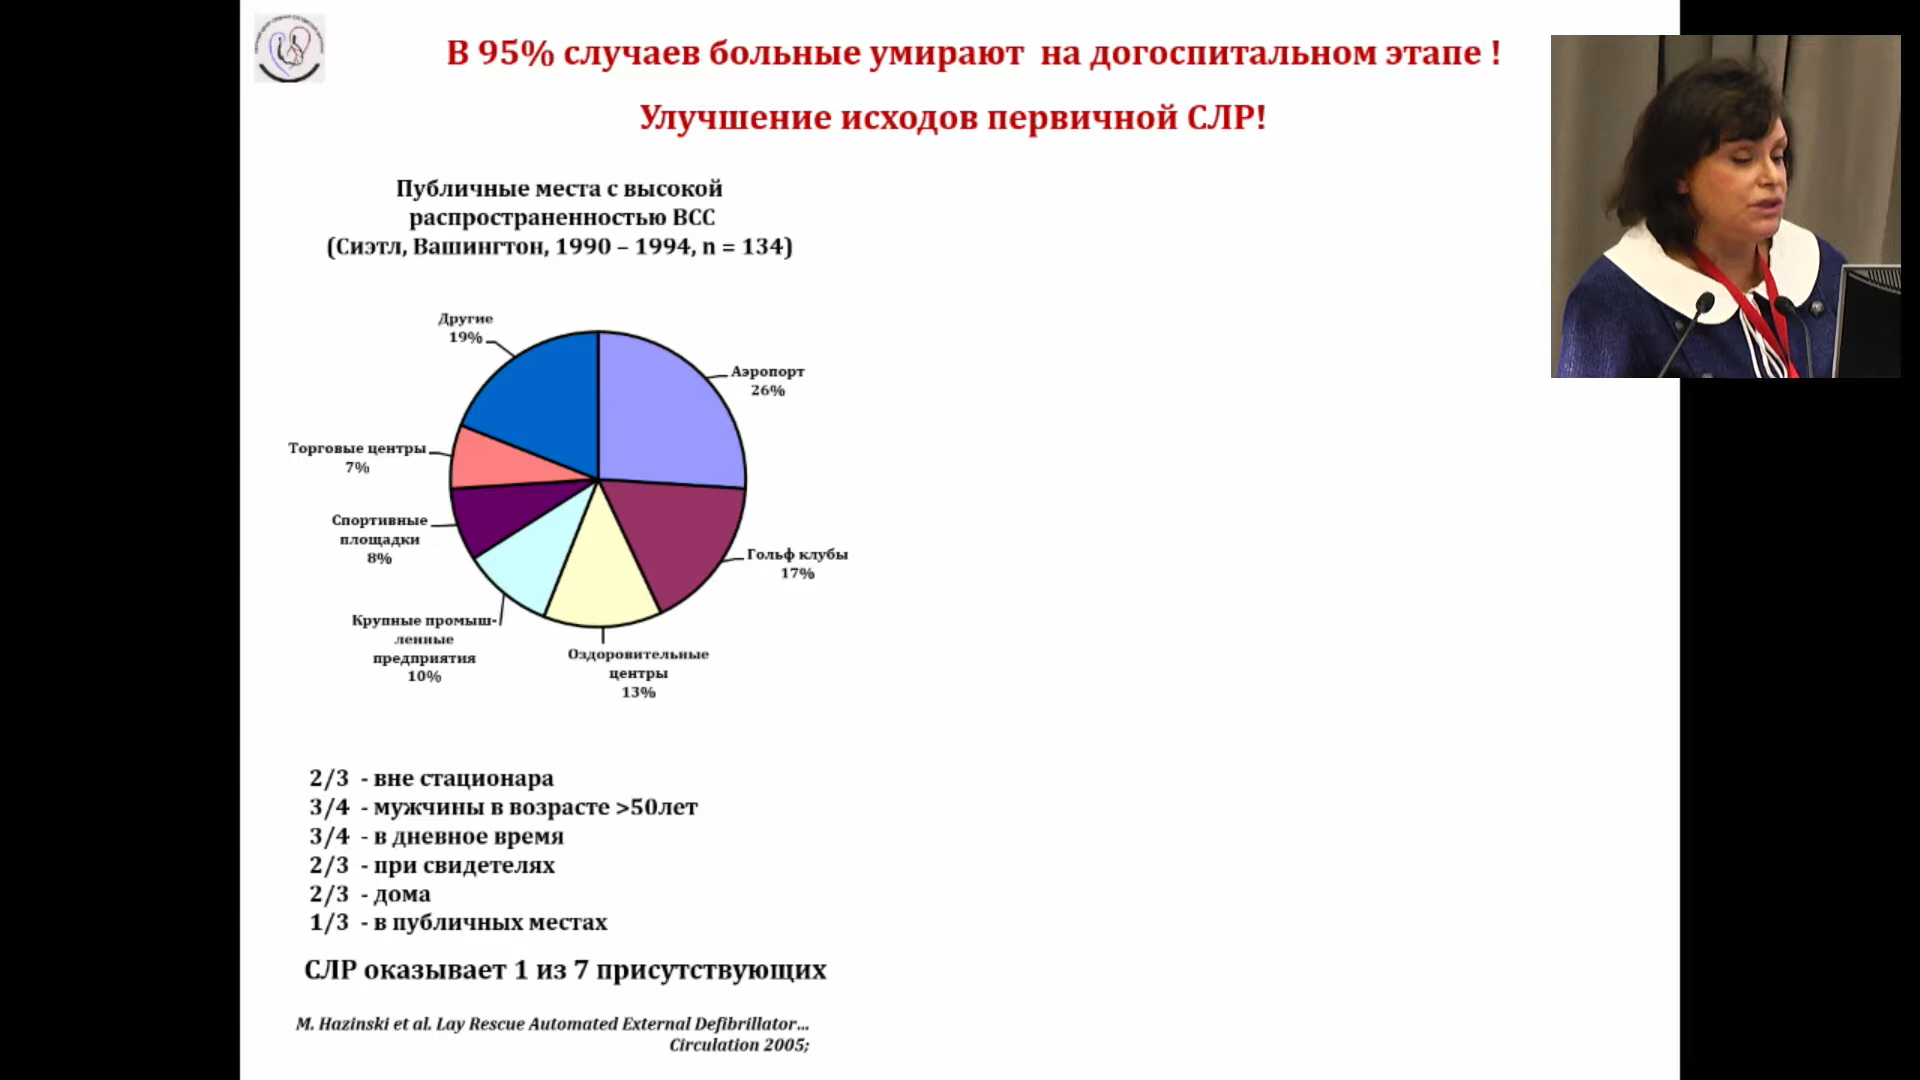 В 95% случаев больные умирают на догоспитальном этапе !
Улучшение исходов первичной СЛР!
Публичные места с высокой
распространенностью ВСС
(Сиэтл, Вашингтон, 1990 – 1994, n = 134)
Другие
19%
Аэропорт
26%
Торговые центры
7%
Спортивные
площадки
8%
Гольф клубы
17%
Крупные промыш-
ленные
предприятия
10%
Оздоровительные
центры
13%
2/3 - вне стационара
3/4 - мужчины в возрасте >50лет
3/4 - в дневное время
2/3 - при свидетелях
2/3 - дома
1/3 - в публичных местах
СЛР оказывает 1 из 7 присутствующих
M. Hazinski et al. Lay Rescue Automated External Defibrillator...
Circulation 2005;